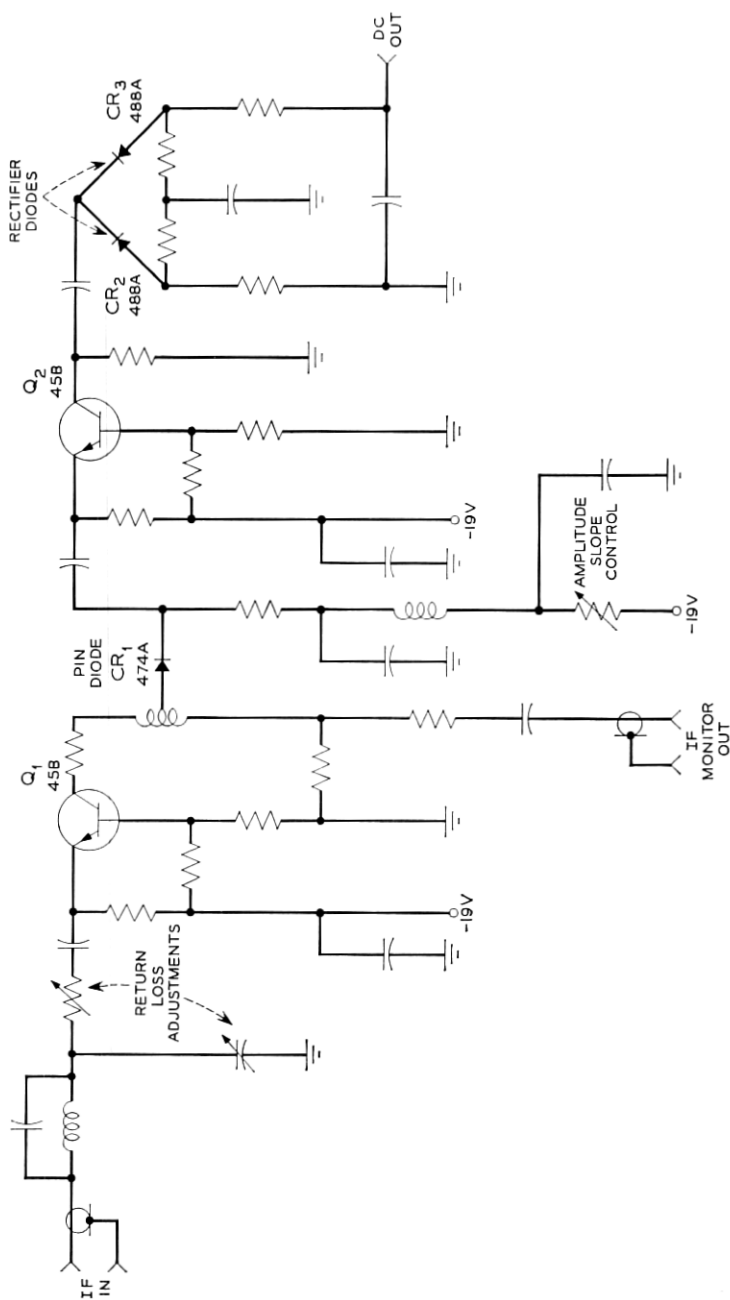 IF
IN
RETURN
LOSS
ADJUSTMENTS
-19V
Q1
45B
IF
MONITOR
OUT
PIN
DIODE
CR1
474A
-19V
AMPLITUDE
SLOPE
CONTROL
-19V
Q2
45B
RECTIFIER
DIODES
CR2
488A
CR3
488A
DC
OUT